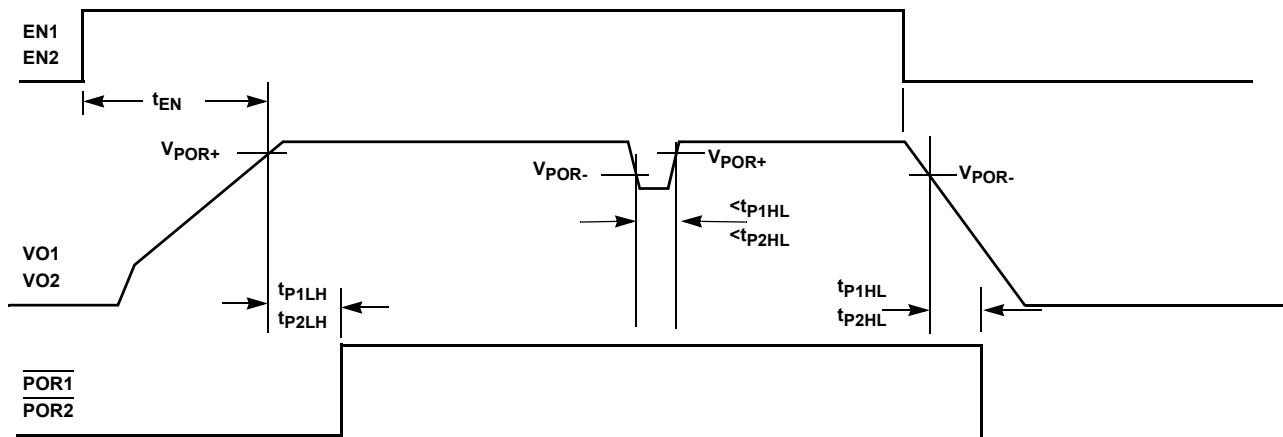 EN1
EN2
tEN
VPOR+
VPOR-
VPOR+
VPOR-
<tP1HL
<tP2HL
VO1
VO2
tP1LH
tP2LH
tP1HL
tP2HL
POR1
POR2